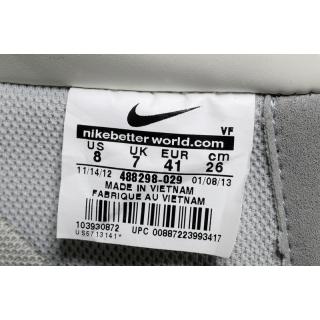 VF
nikebetterworld.com
US UK EUR cm
8 7 41 26
11/14/12 488298-029 01/08/13
MADE IN VIETNAM
FABRIQUE AU VIETNAM
103930872 UPC 00887223993417
US6713141*